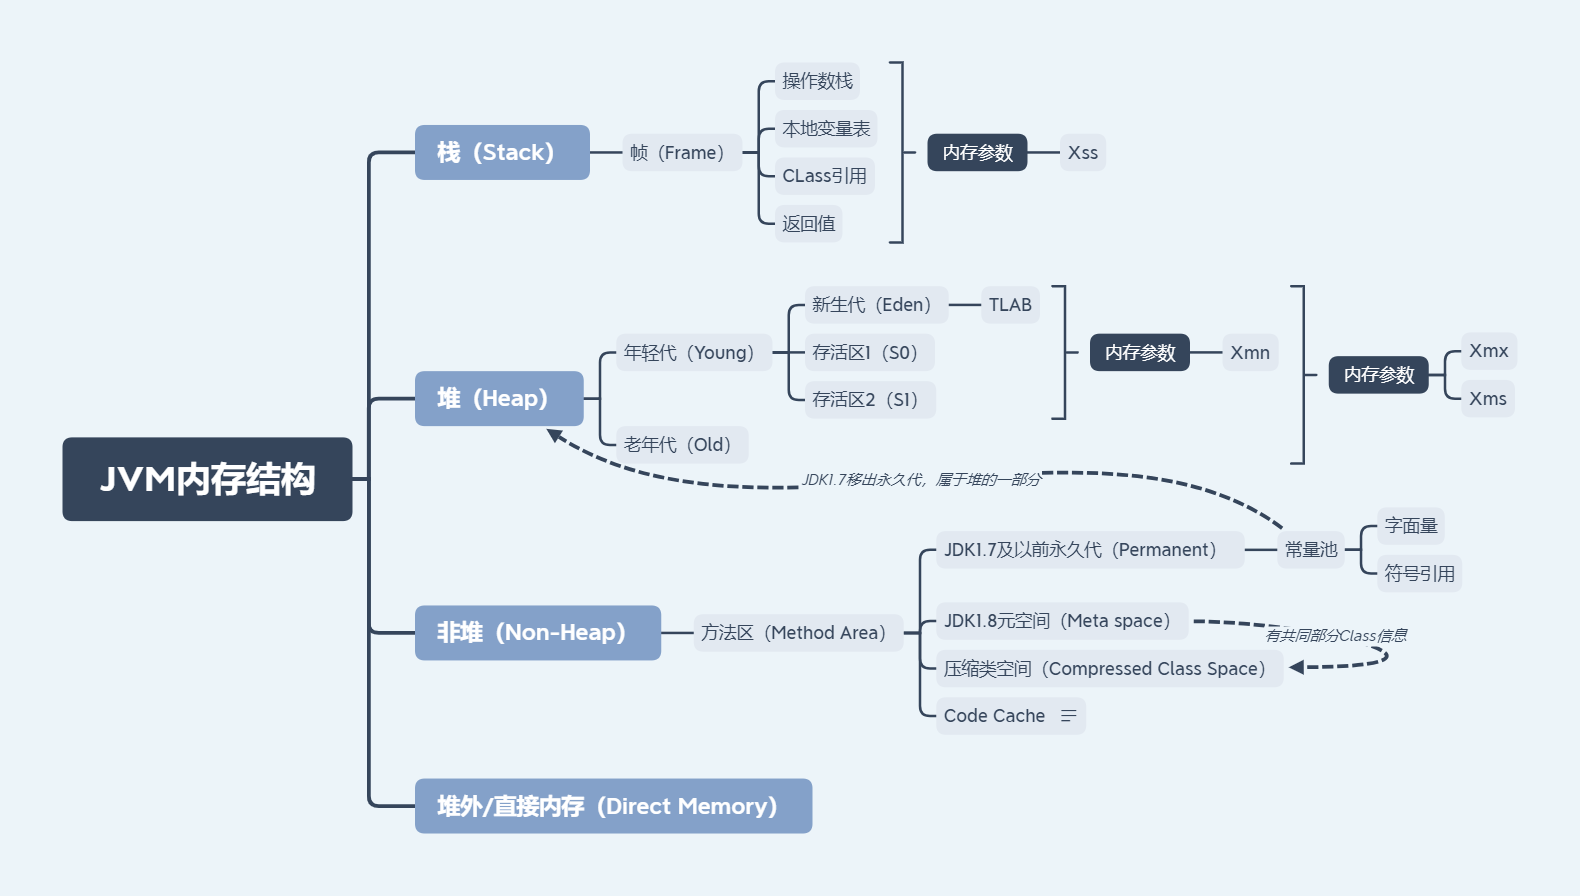 JVM内存结构
栈（Stack）
帧（Frame）
操作数栈
本地变量表
CLass引用
返回值
内存参数
Xss
堆（Heap）
年轻代（Young）
新生代（Eden）
TLAB
存活区1（S0）
存活区2（S1）
内存参数
Xmn
老年代（Old）
内存参数
Xmx
Xms
JDK1.7移出永久代，属于堆的一部分
非堆（Non-Heap）
方法区（Method Area）
JDK1.7及以前永久代（Permanent）
常量池
字面量
符号引用
JDK1.8元空间（Meta space）
有共同部分Class信息
压缩类空间（Compressed Class Space）
Code Cache
堆外/直接内存（Direct Memory）